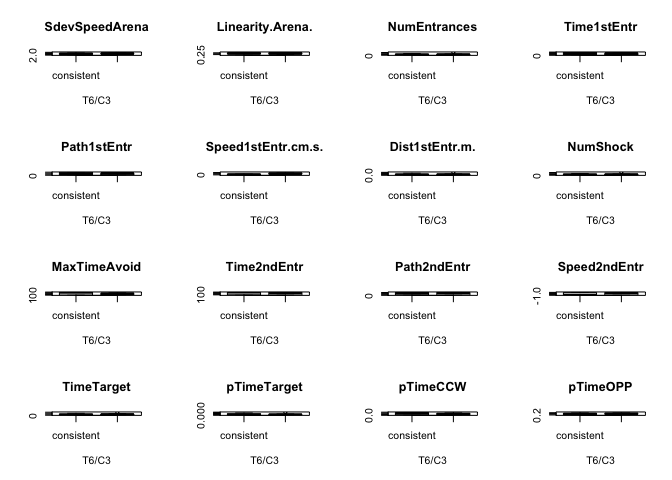 SdevSpeedArena Linearity.Arena. NumEntrances Time1stEntr
2.0 0.25 0 0
consistent consistent consistent consistent
T6/C3 T6/C3 T6/C3 T6/C3
Path1stEntr Speed1stEntr.cm.s. Dist1stEntr.m. NumShock
0 0 0.0 0
consistent consistent consistent consistent
T6/C3 T6/C3 T6/C3 T6/C3
MaxTimeAvoid Time2ndEntr Path2ndEntr Speed2ndEntr
100 100 0 -1.0
consistent consistent consistent consistent
T6/C3 T6/C3 T6/C3 T6/C3
TimeTarget pTimeTarget pTimeCCW pTimeOPP
0 0.000 0.0 0.2
consistent consistent consistent consistent
T6/C3 T6/C3 T6/C3 T6/C3